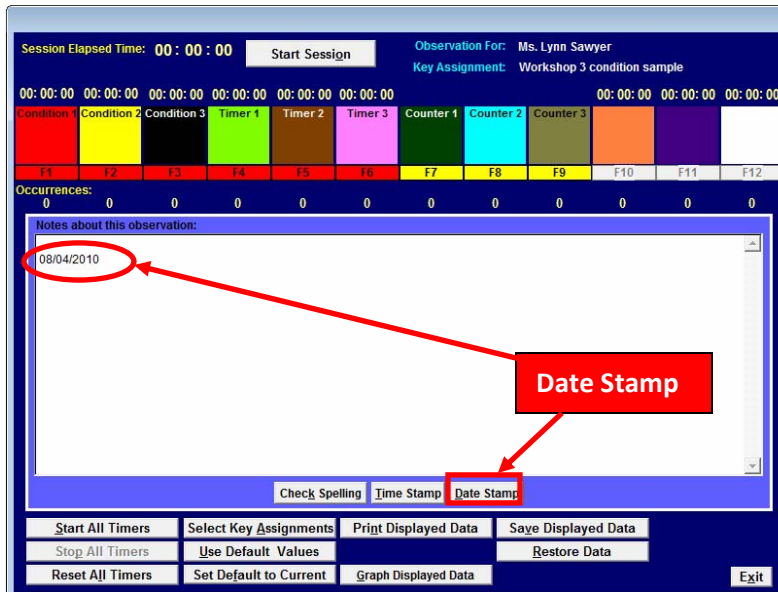 Session Elapsed Time: 00: 00: 00 Start Session Observation For: Ms. Lynn Sawyer
Key Assignment: Workshop 3 condition sample
00: 00: 00 00: 00: 00 00: 00: 00 00: 00: 00 00: 00: 00 00: 00: 00 00: 00: 00 00: 00: 00 00: 00: 00
Condition 1 Condition 2 Condition 3 Timer 1 Timer 2 Timer 3 Counter 1 Counter 2 Counter 3
F1 F2 F3 F4 F5 F6 F7 F8 F9 F10 F11 F12
Occurrences:
0 0 0 0 0 0 0 0 0 0 0 0
Notes about this observation:
08/04/2010
Date Stamp
Check Spelling Time Stamp Date Stamp
Start All Timers Select Key Assignments Print Displayed Data Save Displayed Data
Stop All Timers Use Default Values Restore Data
Reset All Timers Set Default to Current Graph Displayed Data Exit